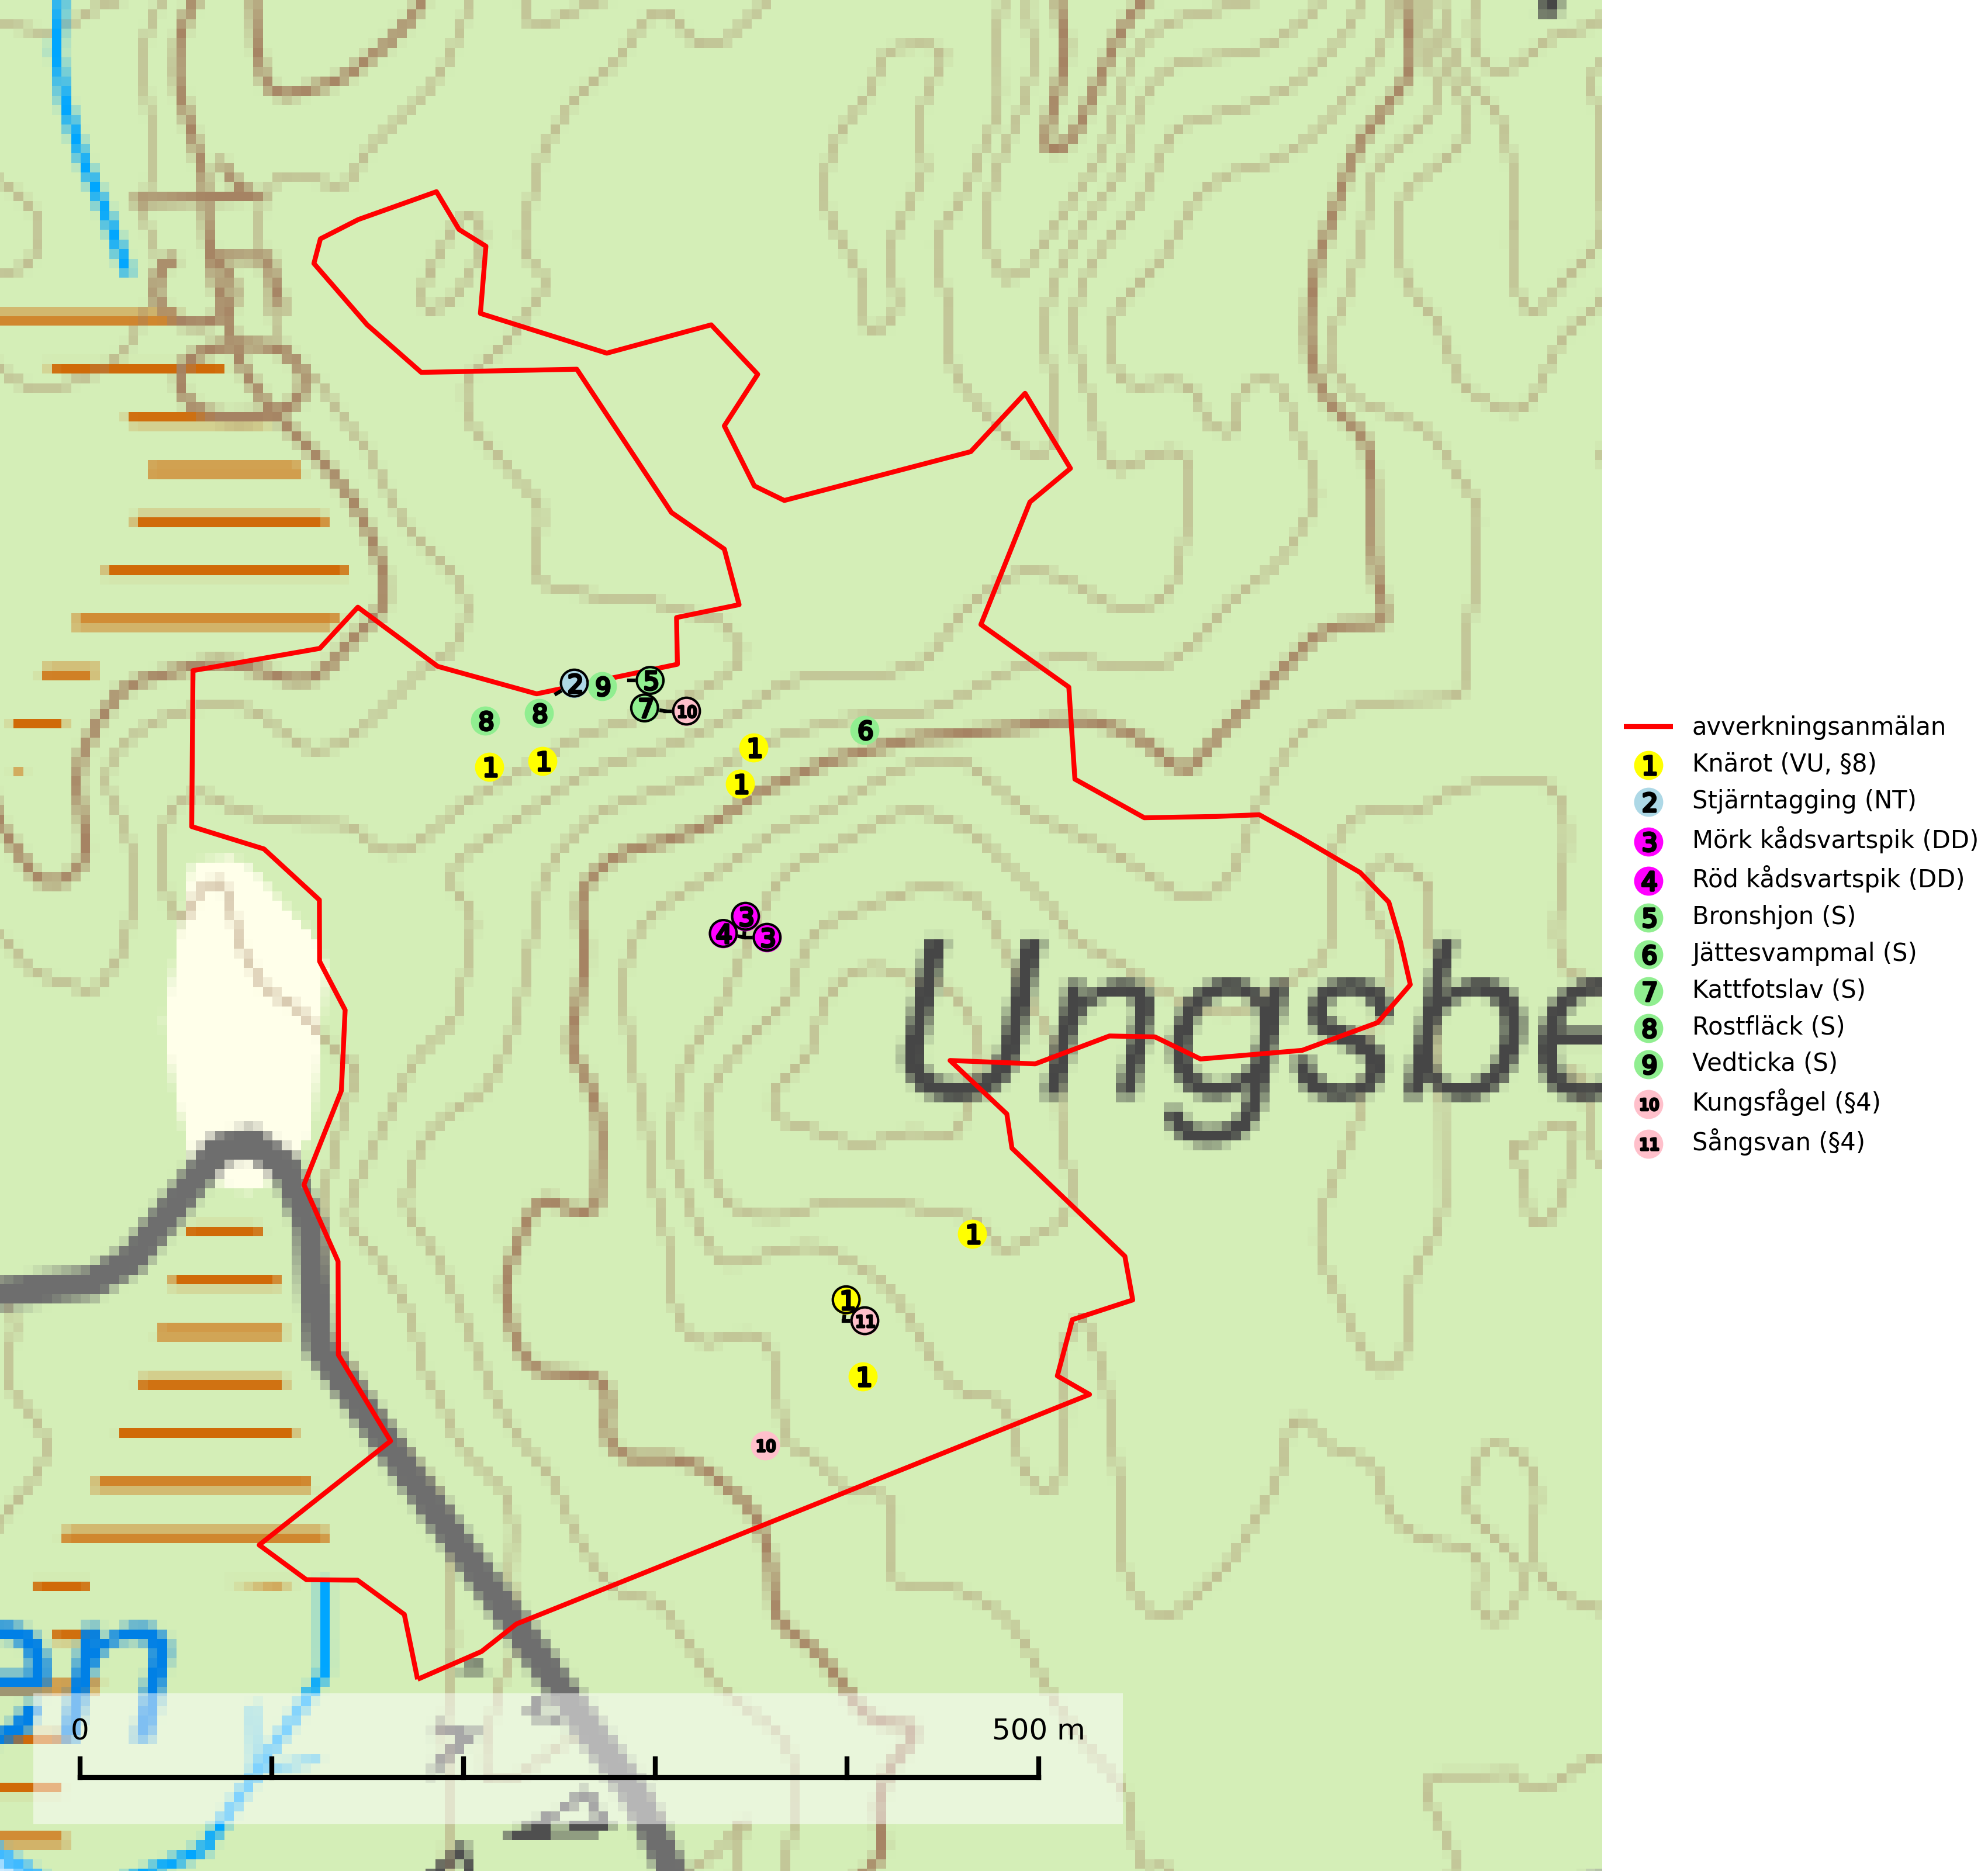 2
9
5
7
10
8
8
6
1
1
1
1
3
4
3
Ungsbe
1
1
11
1
10
en
0
500 m
avverkningsanmälan
1 Knärot (VU, §8)
2 Stjärntagging (NT)
3 Mörk kådsvartspik (DD)
4 Röd kådsvartspik (DD)
5 Bronshjon (S)
6 Jättesvampmal (S)
7 Kattfotslav (S)
8 Rostfläck (S)
9 Vedticka (S)
10 Kungsfågel (§4)
11 Sångsvan (§4)